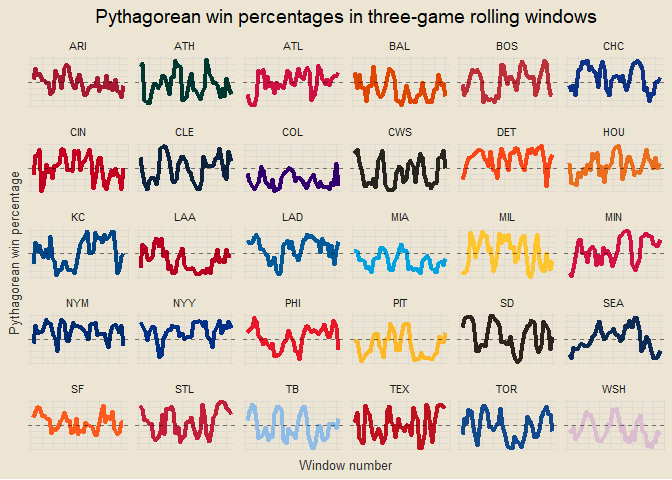 Pythagorean win percentages in three-game rolling windows
ARI ATH ATL BAL BOS CHC
CIN CLE COL CWS DET HOU
KC LAA LAD MIA MIL MIN
NYM NYY PHI PIT SD SEA
SF STL TB TEX TOR WSH
Pythagorean win percentage
Window number